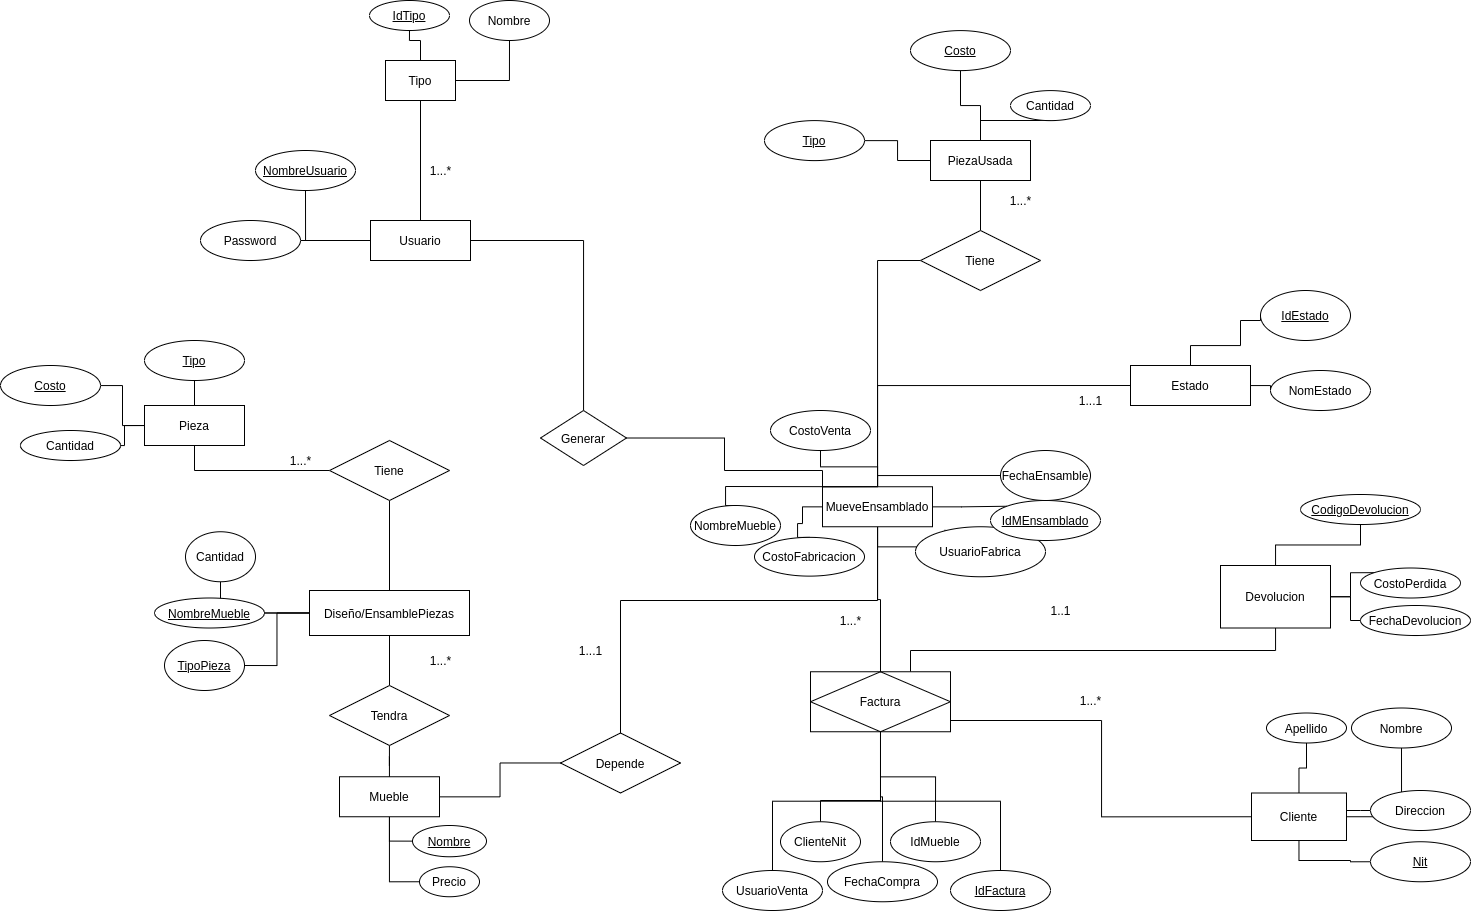 IdTipo
Nombre
Tipo
1...*
NombreUsuario
Password
Usuario
Costo
Cantidad
Tipo
PiezaUsada
1...*
Tiene
IdEstado
Estado
NomEstado
1...1
Tipo
Costo
Pieza
Cantidad
1...*
Tiene
Generar
CostoVenta
FechaEnsamble
MueveEnsamblado
NombreMueble
IdMEnsamblado
CostoFabricacion
UsuarioFabrica
CodigoDevolucion
Cantidad
NombreMueble
Diseño/EnsamblePiezas
TipoPieza
Devolucion
CostoPerdida
FechaDevolucion
1..1
1...*
1...1
1...*
Tendra
Factura
1...*
Depende
Apellido
Nombre
Mueble
Nombre
Precio
Cliente
Direccion
Nit
ClienteNit
IdMueble
UsuarioVenta
FechaCompra
IdFactura